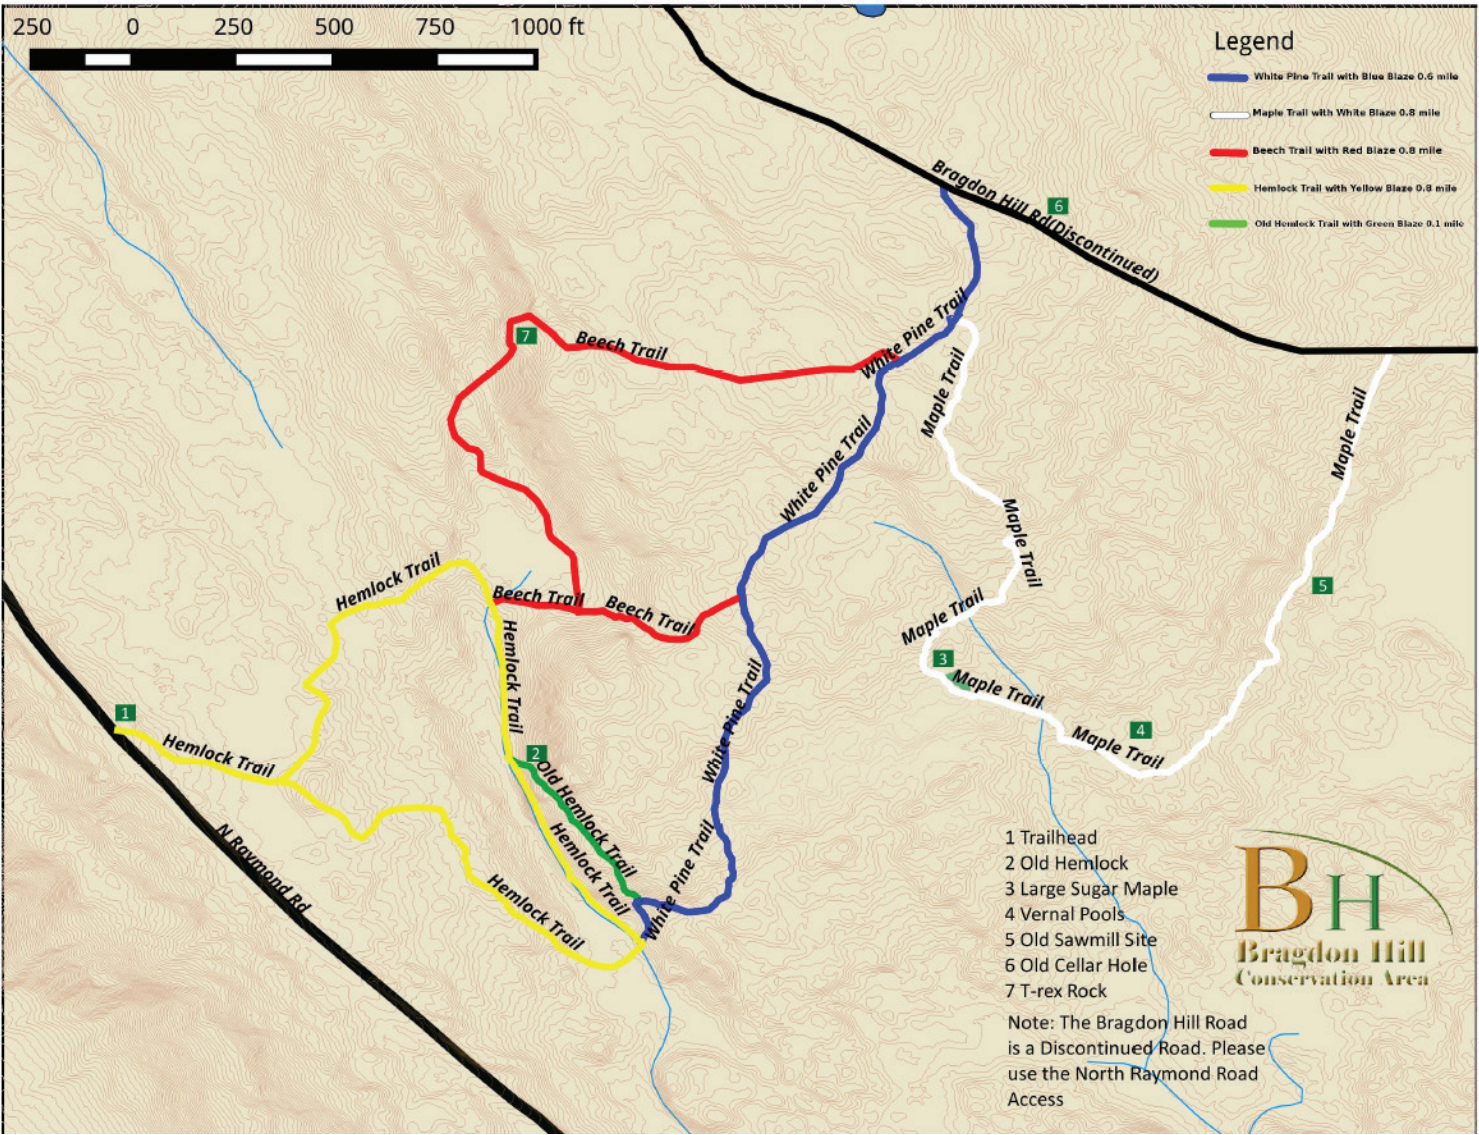 250 0 250 500 750 1000 ft
Legend
White Pine Trail with Blue Blaze 0.6 mile
Maple Trail with White Blaze 0.8 mile
Beech Trail with Red Blaze 0.8 mile
Hemlock Trail with Yellow Blaze 0.8 mile
Old Hemlock Trail with Green Blaze 0.1 mile
Bragdon Hill Rd(Discontinued)
6
White Pine Trail
7
Beech Trail
Maple Trail
Maple Trail
White Pine Trail
Maple Trail
Hemlock Trail
Beech Trail
Beech Trail
Maple Trail
5
Hemlock Trail
3
Maple Trail
White Pine Trail
1
Hemlock Trail
2
4
Maple Trail
Old Hemlock Trail
Hemlock Trail
White Pine Trail
N Raymond Rd
Hemlock Trail
1 Trailhead
2 Old Hemlock
3 Large Sugar Maple
4 Vernal Pools
5 Old Sawmill Site
6 Old Cellar Hole
7 T-rex Rock
BH
Bragdon Hill
Conservation Area
Note: The Bragdon Hill Road
is a Discontinued Road. Please
use the North Raymond Road
Access